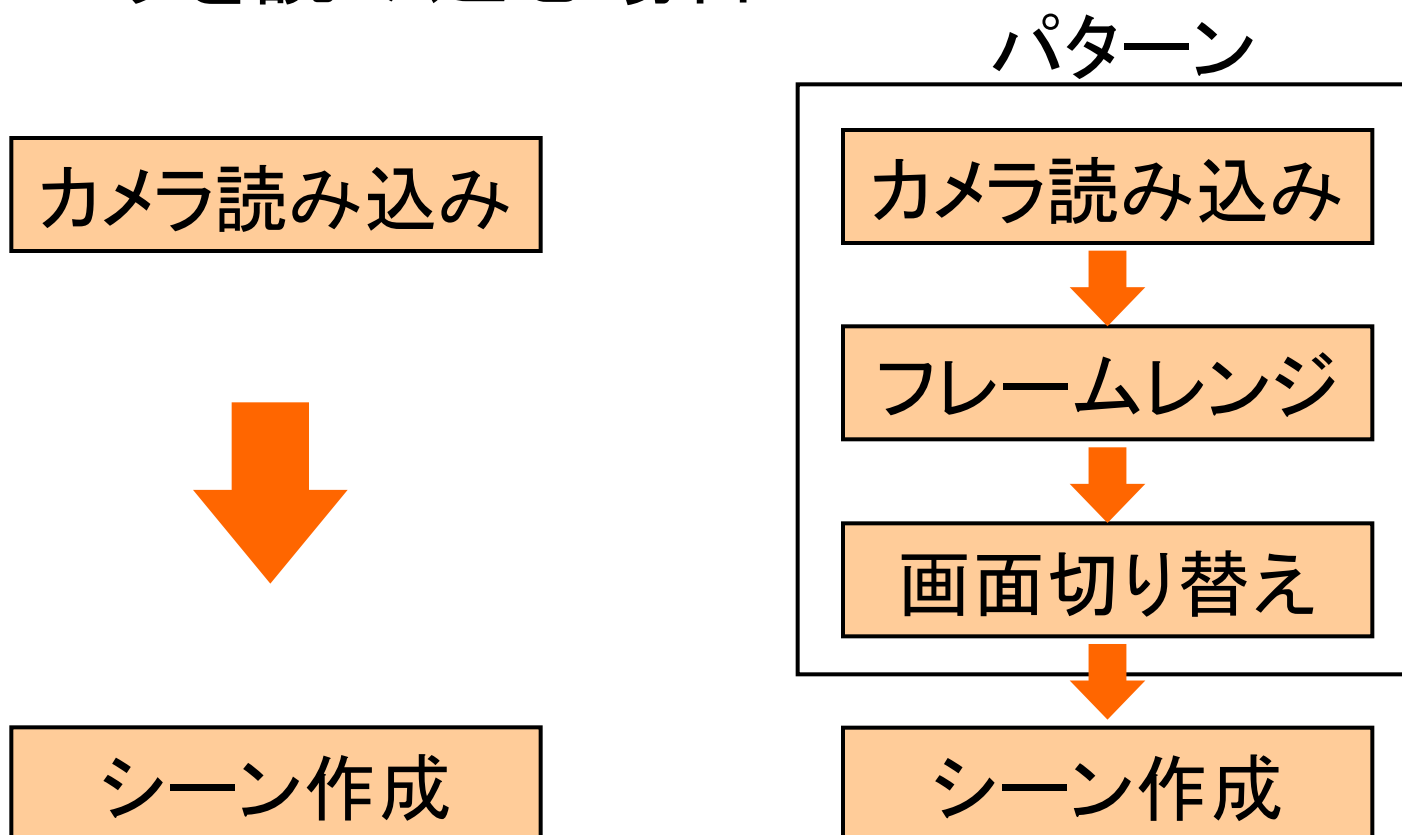 パターン
カメラ読み込み
シーン作成
カメラ読み込み
フレームレンジ
画面切り替え
シーン作成